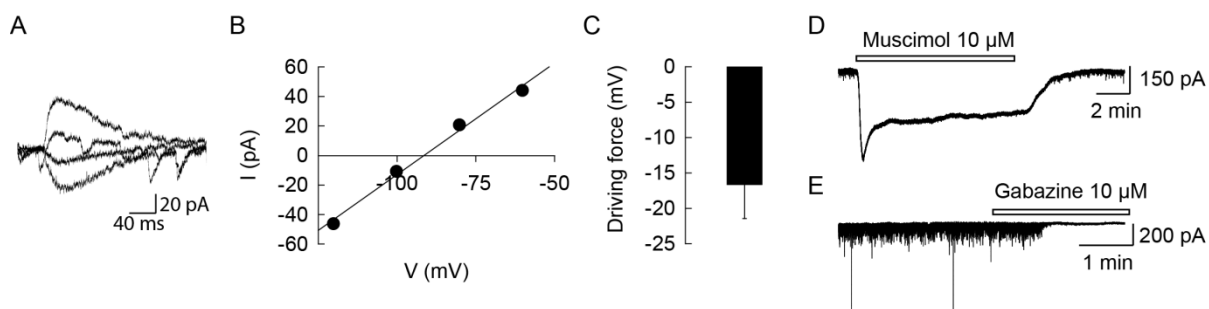 A
20 pA
40 ms
B
60
40
20
0
-20
-40
-60
-100
-75
-50
I (pA)
V (mV)
C
0
-5
-10
-15
-20
-25
Driving force (mV)
D
Muscimol 10 µM
150 pA
2 min
E
Gabazine 10 µM
200 pA
1 min